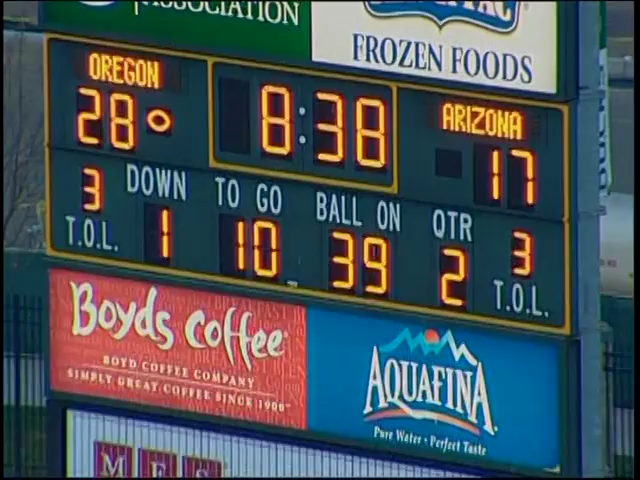 ASSOCIATION
FROZEN FOODS
OREGON
28
8:38
ARIZONA
17
3
T.O.L.
DOWN
1
TO GO
10
BALL ON
39
QTR
2
3
T.O.L.
Boyds Coffee
BOYD COFFEE COMPANY
SIMPLY GREAT COFFEE SINCE 1900
AQUAFINA
Pure Water · Perfect Taste